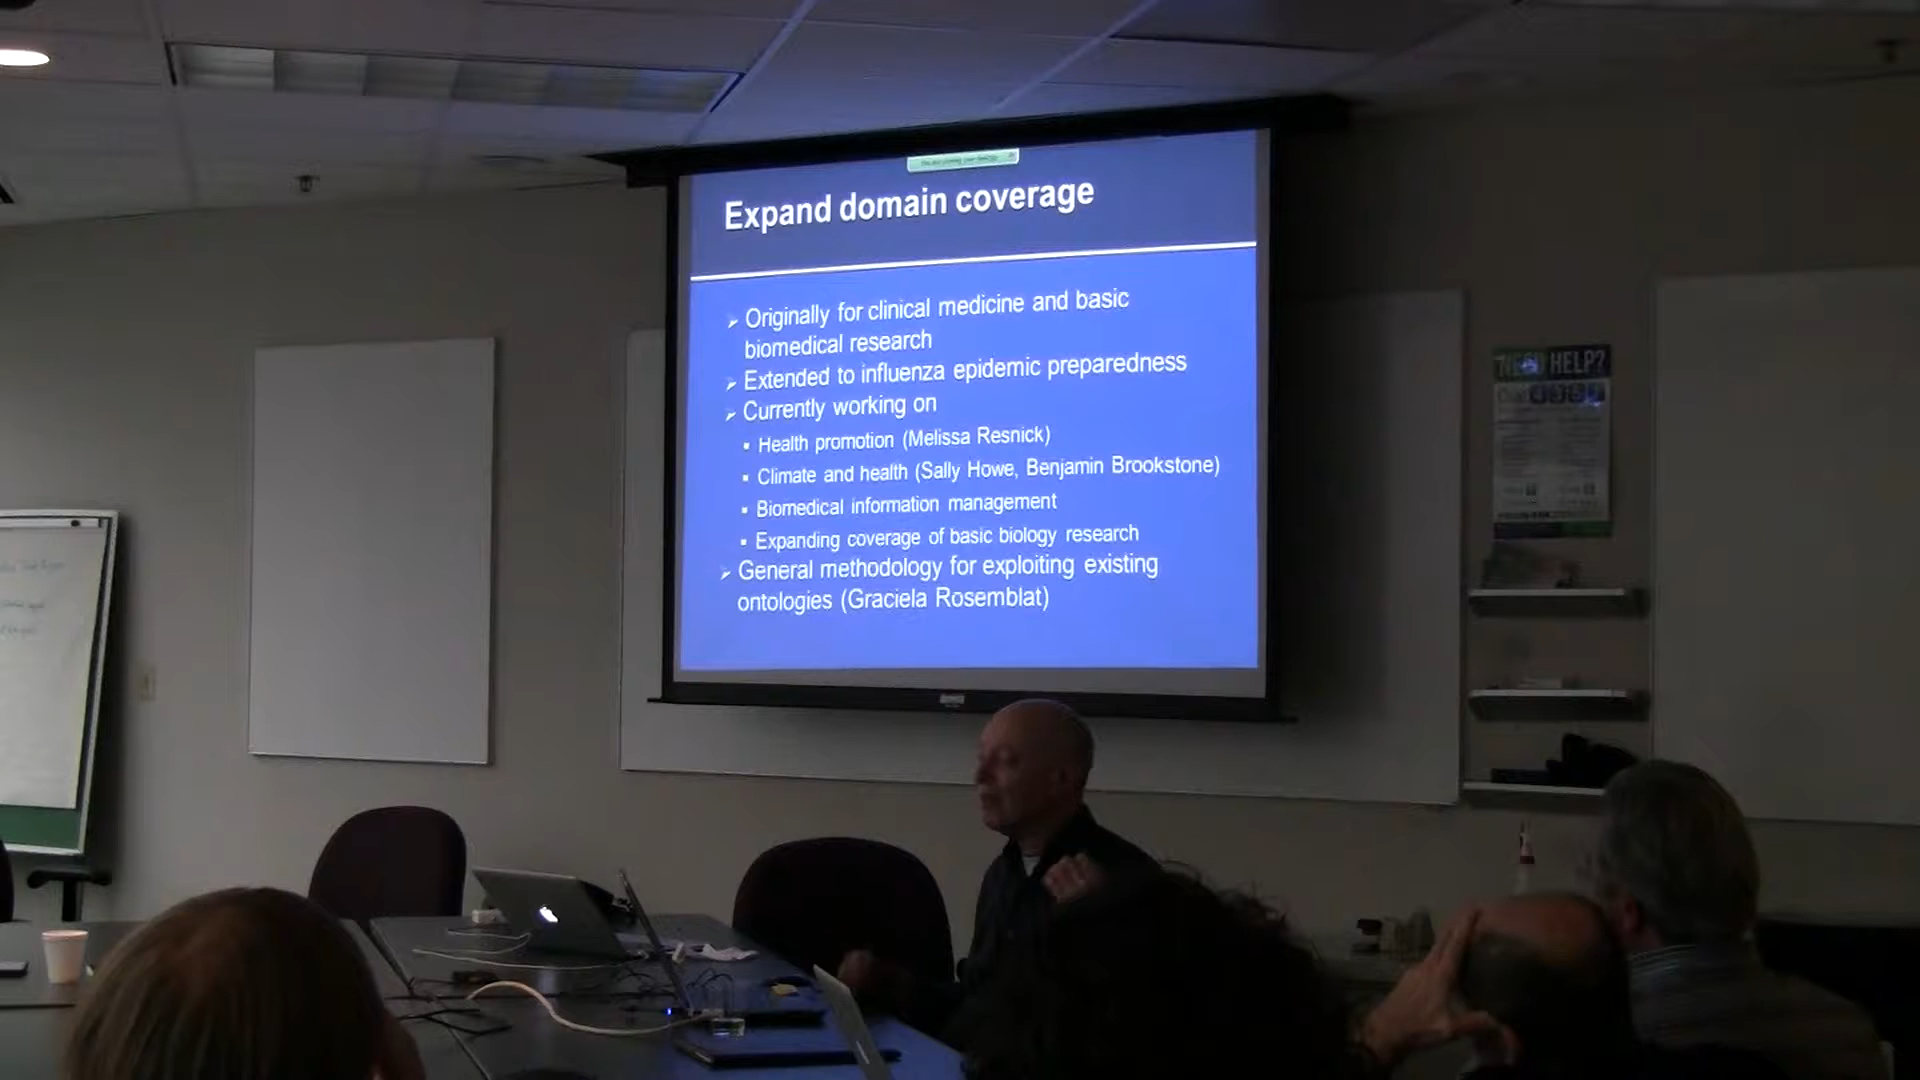 Expand domain coverage
➢ Originally for clinical medicine and basic
biomedical research
➢ Extended to influenza epidemic preparedness
➢ Currently working on
▪ Health promotion (Melissa Resnick)
▪ Climate and health (Sally Howe, Benjamin Brookstone)
▪ Biomedical information management
▪ Expanding coverage of basic biology research
➢ General methodology for exploiting existing
ontologies (Graciela Rosemblat)
NEED HELP?